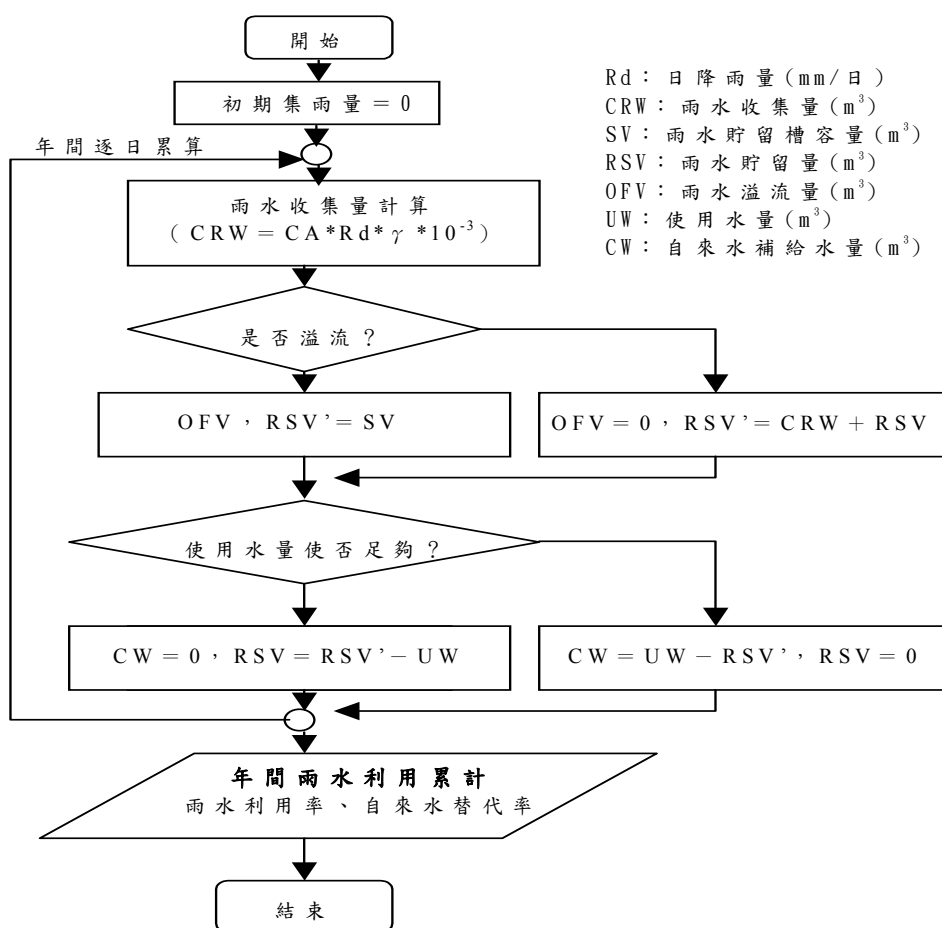 開始
初期集雨量＝0
年間逐日累算
雨水收集量計算
（CRW＝CA*Rd*γ*10⁻³）
Rd：日降雨量（mm/日）
CRW：雨水收集量（m³）
SV：雨水貯留槽容量（m³）
RSV：雨水貯留量（m³）
OFV：雨水溢流量（m³）
UW：使用水量（m³）
CW：自來水補給水量（m³）
是否溢流？
OFV，RSV’＝SV
OFV＝0，RSV’＝CRW＋RSV
使用水量使否足夠？
CW＝0，RSV＝RSV’－UW
CW＝UW－RSV’，RSV＝0
年間雨水利用累計
雨水利用率、自來水替代率
結束